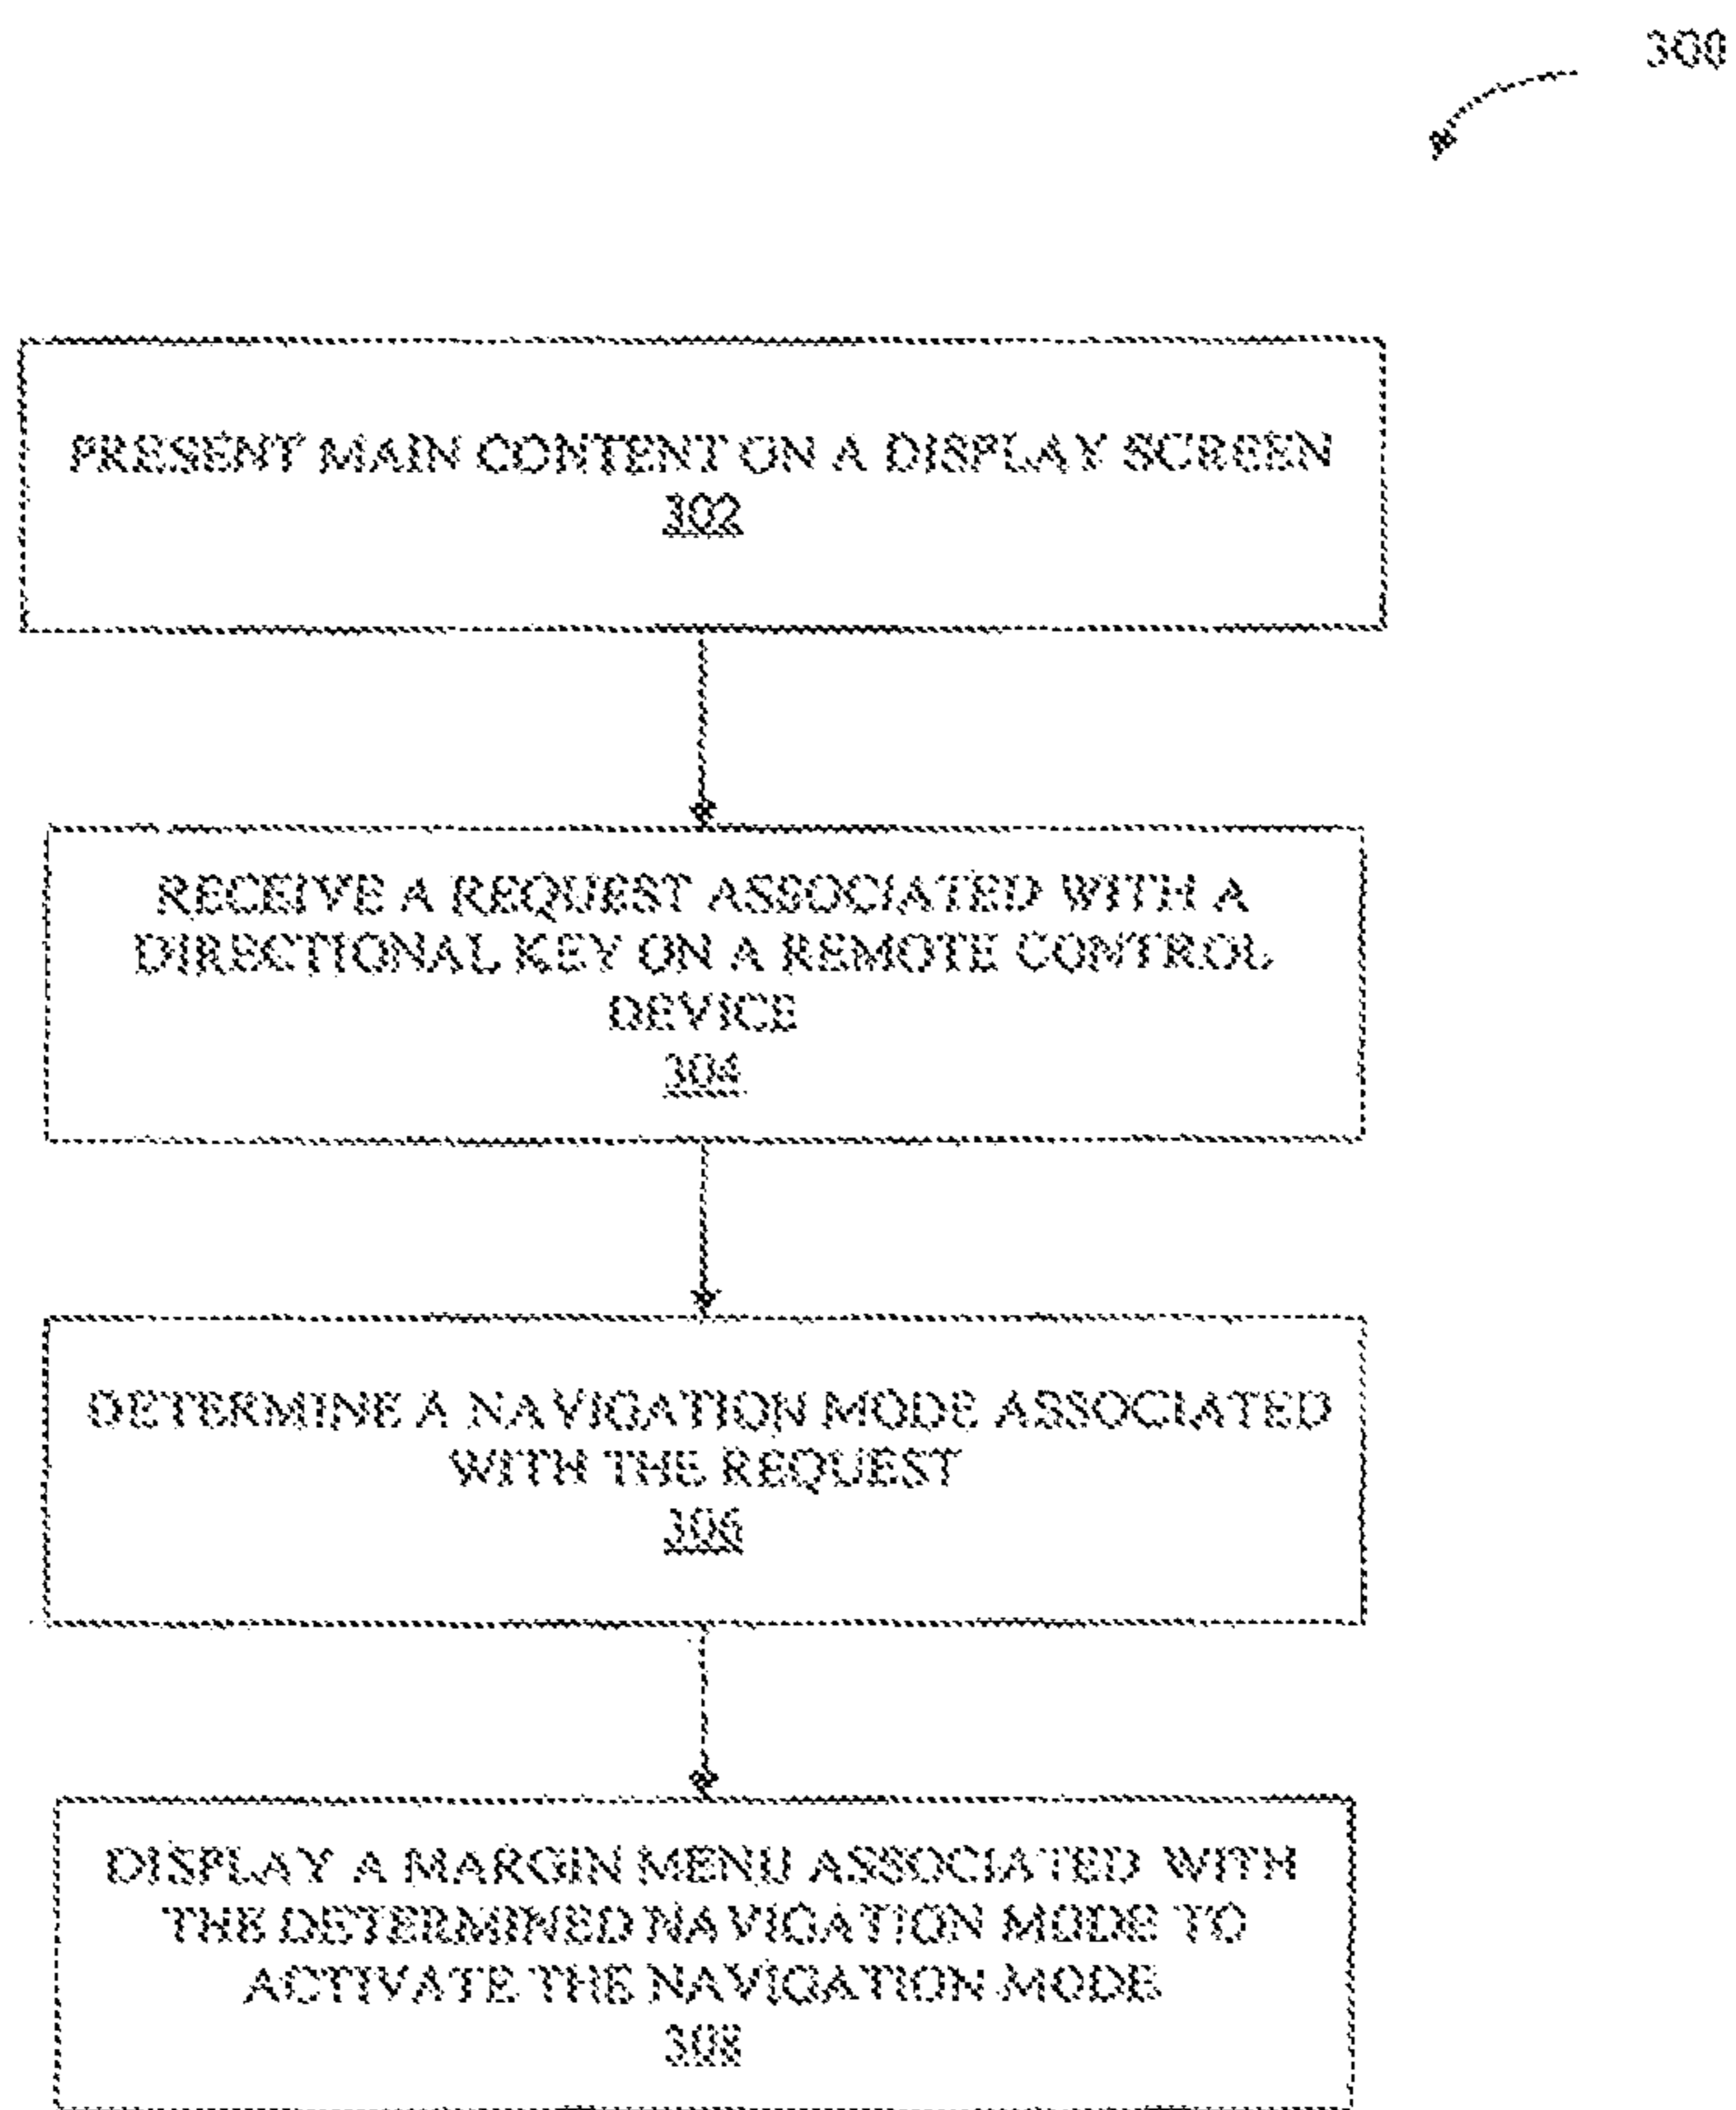 300
PRESENT MAIN CONTENT ON A DISPLAY SCREEN
302
RECEIVE A REQUEST ASSOCIATED WITH A
DIRECTIONAL KEY ON A REMOTE CONTROL
DEVICE
304
DETERMINE A NAVIGATION MODE ASSOCIATED
WITH THE REQUEST
306
DISPLAY A MARGIN MENU ASSOCIATED WITH
THE DETERMINED NAVIGATION MODE TO
ACTIVATE THE NAVIGATION MODE
308